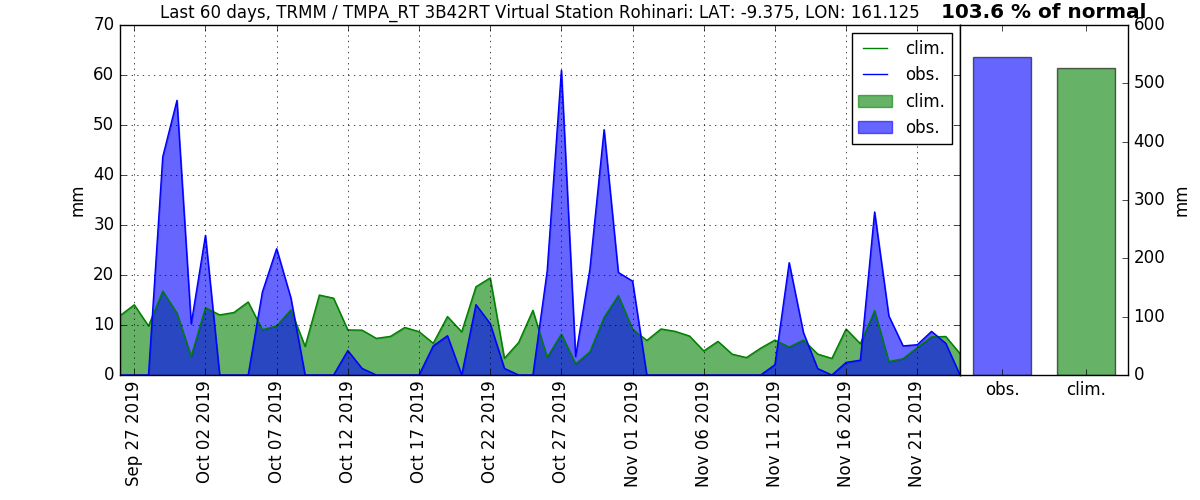 Last 60 days, TRMM / TMPA_RT 3B42RT Virtual Station Rohinari: LAT: -9.375, LON: 161.125
103.6 % of normal
70
60
50
40
30
20
10
0
mm
clim.
obs.
clim.
obs.
600
500
400
300
200
100
0
mm
Sep 27 2019
Oct 02 2019
Oct 07 2019
Oct 12 2019
Oct 17 2019
Oct 22 2019
Oct 27 2019
Nov 01 2019
Nov 06 2019
Nov 11 2019
Nov 16 2019
Nov 21 2019
obs.
clim.